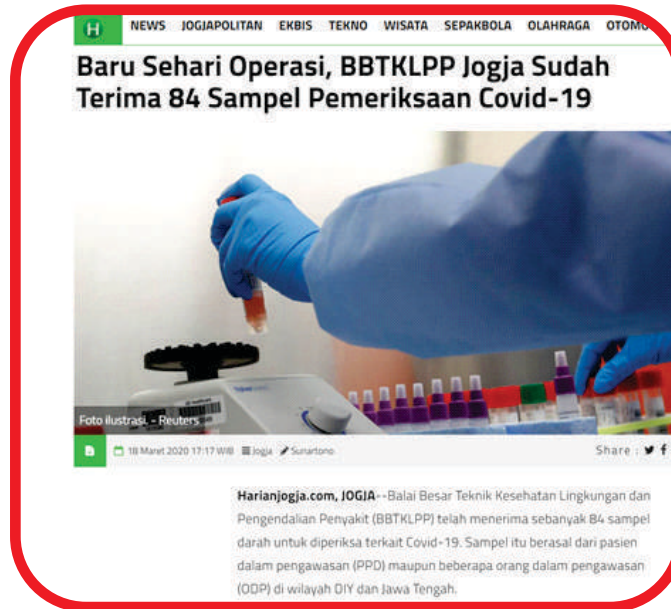 H NEWS JOGJAPOLITAN EKBIS TEKNO WISATA SEPAKBOLA OLAHRAGA
Baru Sehari Operasi, BBTKLPP Jogja Sudah
Terima 84 Sampel Pemeriksaan Covid-19
Foto ilustrasi. - Reuters
18 Maret 2020 17:17 WIB Jogja Sunartono Share :
Harianjogja.com, JOGJA--Balai Besar Teknik Kesehatan Lingkungan dan
Pengendalian Penyakit (BBTKLPP) telah menerima sebanyak 84 sampel
darah untuk diperiksa terkait Covid-19. Sampel itu berasal dari pasien
dalam pengawasan (PPD) maupun beberapa orang dalam pengawasan
(ODP) di wilayah DIY dan Jawa Tengah.